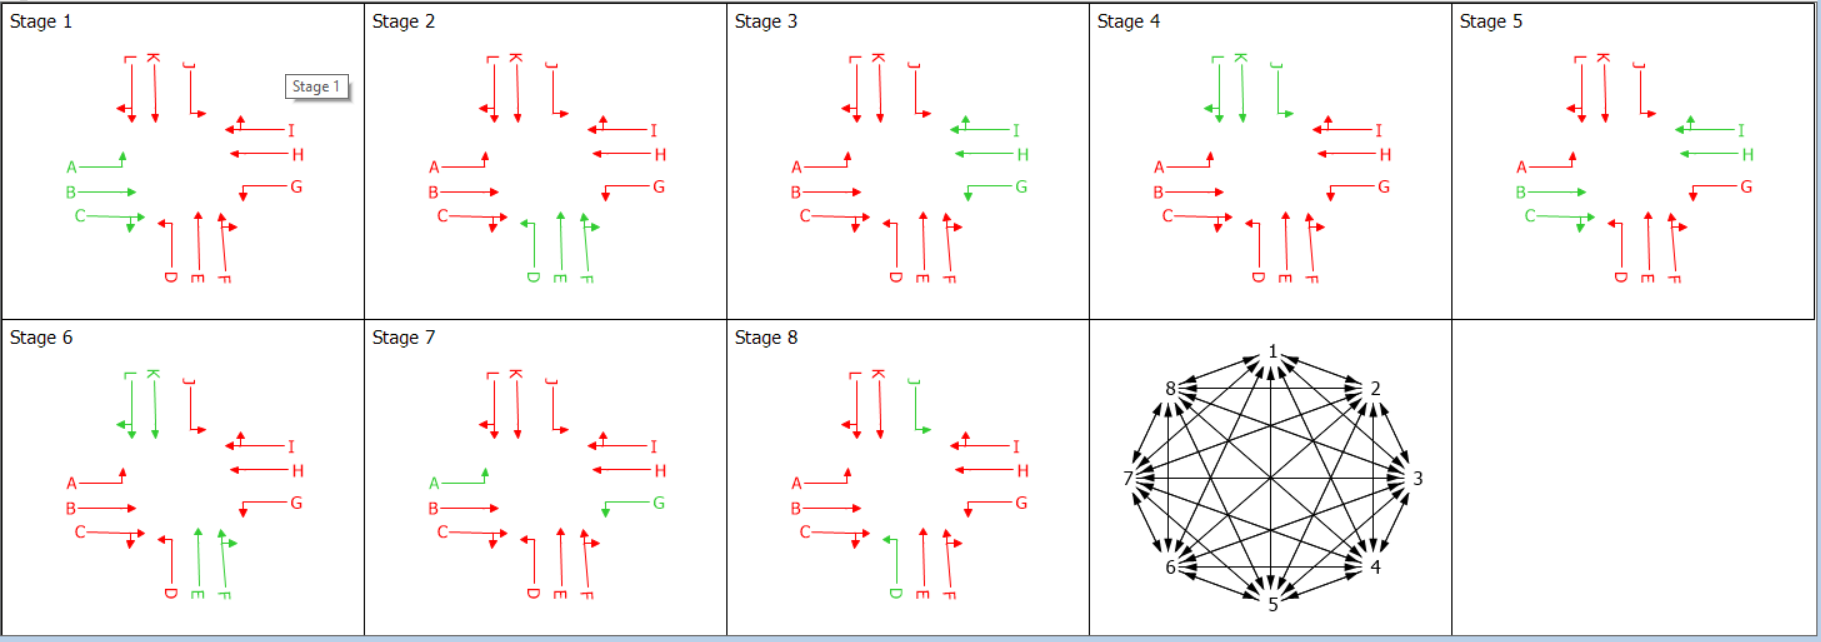 Stage 1
L K J
Stage 1
I
H
A
B
G
C
D E F
Stage 2
L K J
I
H
A
B
G
C
D E F
Stage 3
L K J
I
H
A
B
G
C
D E F
Stage 4
L K J
I
H
A
B
G
C
D E F
Stage 5
L K J
I
H
A
B
G
C
D E F
Stage 6
L K J
I
H
A
B
G
C
D E F
Stage 7
L K J
I
H
A
B
G
C
D E F
Stage 8
L K J
I
H
A
B
G
C
D E F
1
8 2
7 3
6 4
5